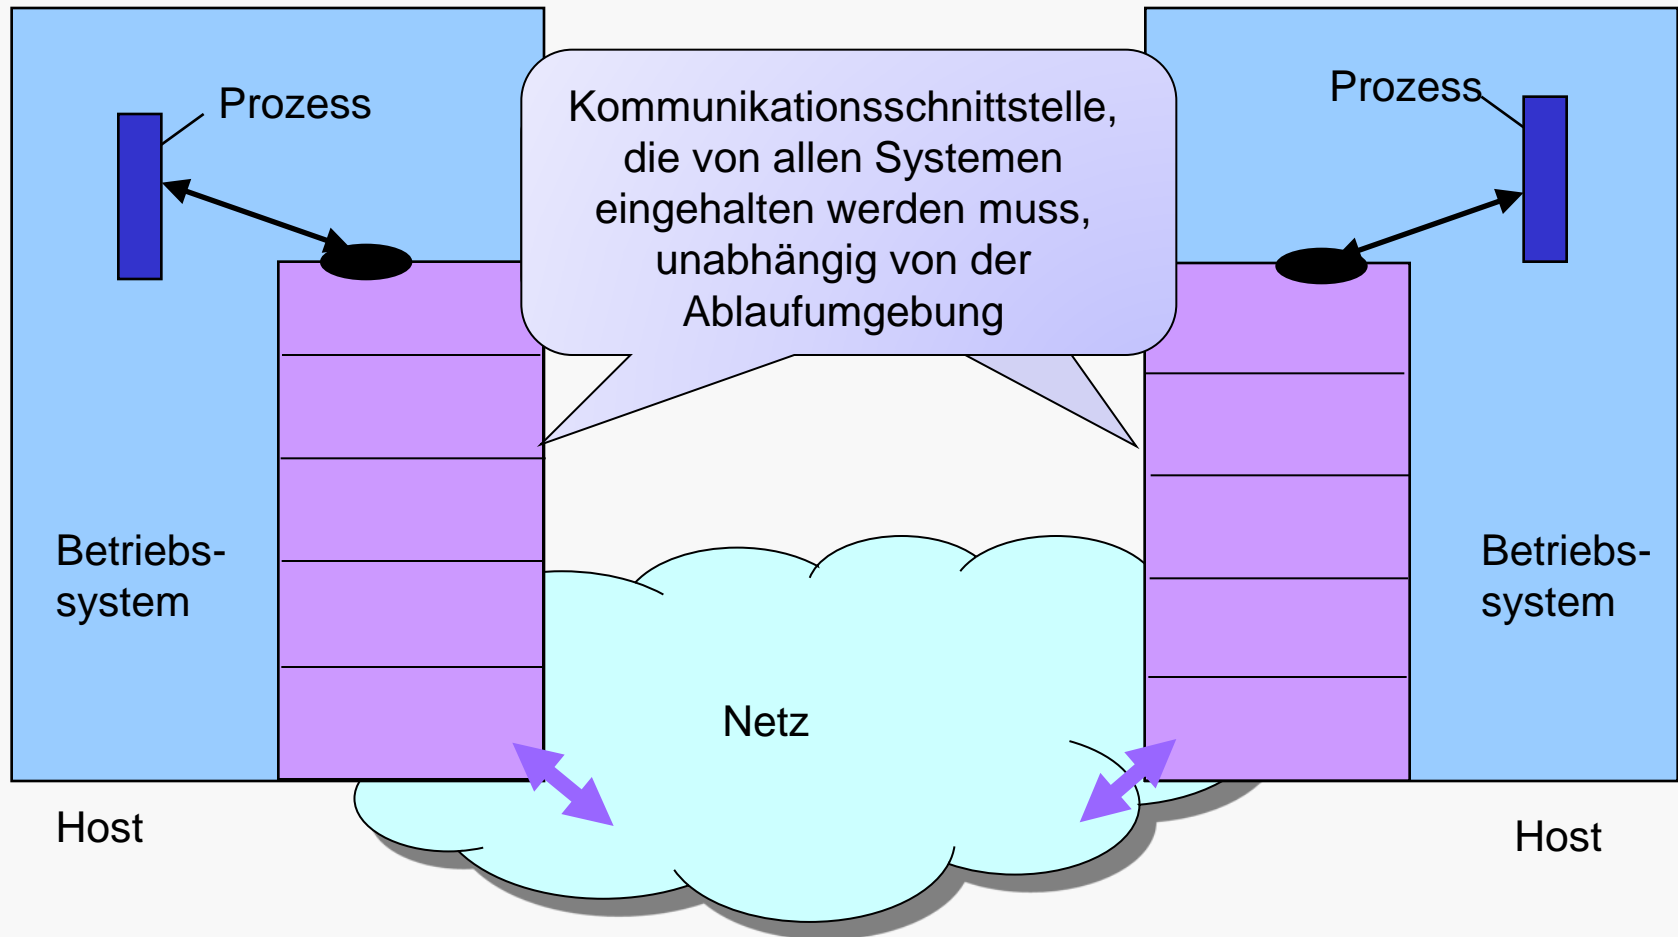 Prozess
Kommunikationsschnittstelle,
die von allen Systemen
eingehalten werden muss,
unabhängig von der
Ablaufumgebung
Prozess
Betriebs-
system
Betriebs-
system
Netz
Host
Host